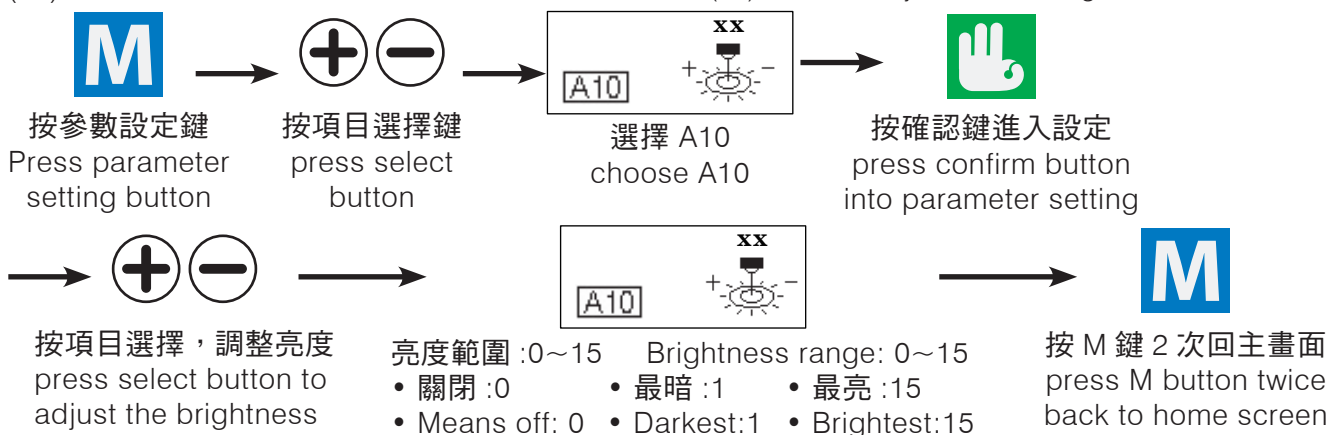 M
xx
+ -
A10
按參數設定鍵
Press parameter
setting button
按項目選擇鍵
press select
button
選擇 A10
choose A10
按確認鍵進入設定
press confirm button
into parameter setting
xx
+ -
A10
M
按項目選擇，調整亮度
press select button to
adjust the brightness
亮度範圍 :0~15 Brightness range: 0~15
• 關閉 :0 • 最暗 :1 • 最亮 :15
• Means off: 0 • Darkest:1 • Brightest:15
按 M 鍵 2 次回主畫面
press M button twice
back to home screen